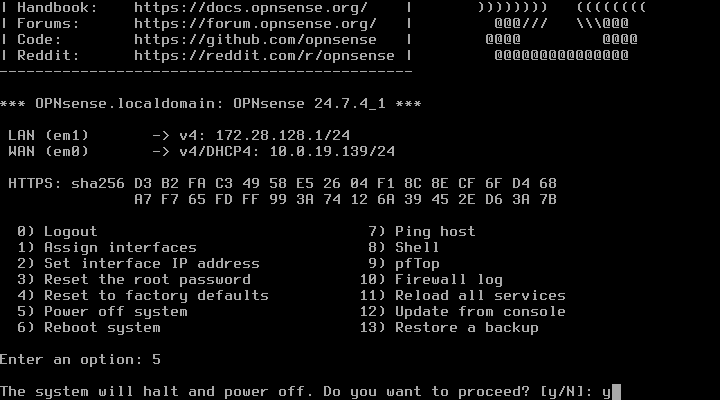 | Handbook:   https://docs.opnsense.org/    |       ))))))))   ((((((((
| Forums:     https://forum.opnsense.org/   |         @@@///   \\\@@@
| Code:       https://github.com/opnsense   |        @@@@         @@@@
| Reddit:     https://reddit.com/r/opnsense |         @@@@@@@@@@@@@@@
----------------------------------------------
*** OPNsense.localdomain: OPNsense 24.7.4_1 ***
LAN (em1)       -> v4: 172.28.128.1/24
WAN (em0)       -> v4/DHCP4: 10.0.19.139/24
HTTPS: sha256 D3 B2 FA C3 49 58 E5 26 04 F1 8C 8E CF 6F D4 68
A7 F7 65 FD FF 99 3A 74 12 6A 39 45 2E D6 3A 7B
0) Logout                              7) Ping host
1) Assign interfaces                   8) Shell
2) Set interface IP address            9) pfTop
3) Reset the root password            10) Firewall log
4) Reset to factory defaults          11) Reload all services
5) Power off system                   12) Update from console
6) Reboot system                      13) Restore a backup
Enter an option: 5
The system will halt and power off. Do you want to proceed? [y/N]: y